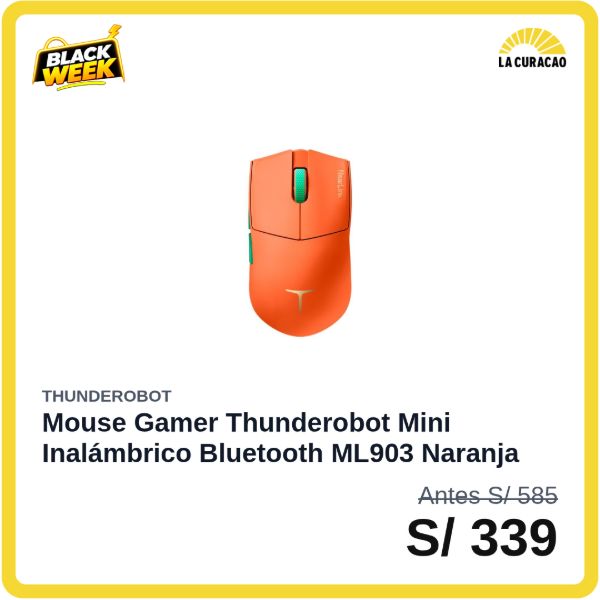 BLACK
WEEK
LA CURACAO
THUNDEROBOT
Mouse Gamer Thunderobot Mini
Inalámbrico Bluetooth ML903 Naranja
Antes S/ 585
S/ 339